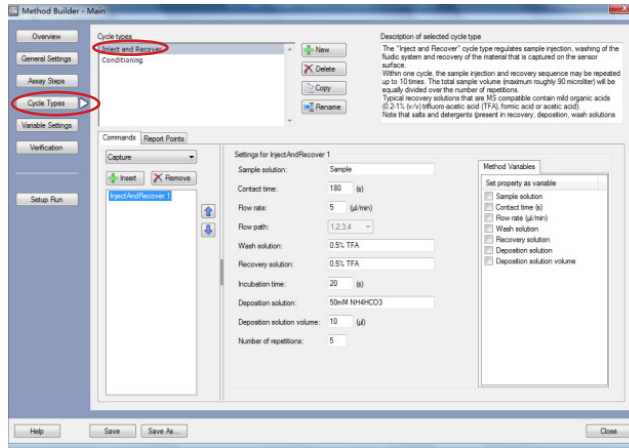 Method Builder - Main
Overview
General Settings
Assay Steps
Cycle Types
Variable Settings
Verification
Setup Run
Cycle types
Inject and Recover
Conditioning
New
Delete
Copy
Rename
Description of selected cycle type
The "Inject and Recover" cycle type regulates sample injection, washing of the
fluidic system and recovery of the material that is captured on the sensor
surface.
Within one cycle, the sample injection and recovery sequence may be repeated
up to 10 times. The total sample volume (maximum roughly 90 microliter) will be
equally divided over the number of repetitions.
Typical recovery solutions that are MS compatible contain mild organic acids
(0.2-1% (v/v) trifluoro-acetic acid (TFA), formic acid or acetic acid).
Note that salts and detergents (present in recovery, deposition, wash solutions
Commands
Report Points
Capture
Insert
Remove
InjectAndRecover 1
Settings for InjectAndRecover 1
Sample solution: Sample
Contact time: 180 (s)
Flow rate: 5 (µl/min)
Flow path: 1,2,3,4
Wash solution: 0.5% TFA
Recovery solution: 0.5% TFA
Incubation time: 20 (s)
Deposition solution: 50mM NH4HCO3
Deposition solution volume: 10 (µl)
Number of repetitions: 5
Method Variables
Set property as variable
Sample solution
Contact time (s)
Flow rate (µl/min)
Wash solution
Recovery solution
Deposition solution
Deposition solution volume
Help
Save
Save As...
Close